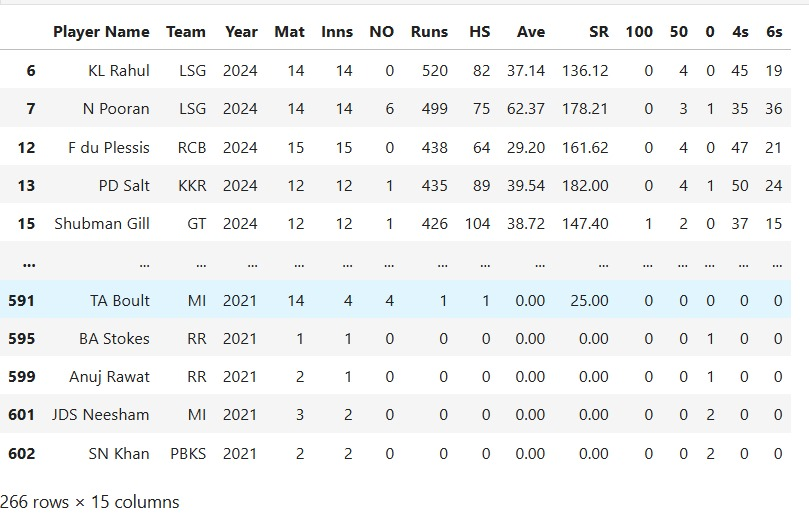 Player Name Team Year Mat Inns NO Runs HS Ave SR 100 50 0 4s 6s
6 KL Rahul LSG 2024 14 14 0 520 82 37.14 136.12 0 4 0 45 19
7 N Pooran LSG 2024 14 14 6 499 75 62.37 178.21 0 3 1 35 36
12 F du Plessis RCB 2024 15 15 0 438 64 29.20 161.62 0 4 0 47 21
13 PD Salt KKR 2024 12 12 1 435 89 39.54 182.00 0 4 1 50 24
15 Shubman Gill GT 2024 12 12 1 426 104 38.72 147.40 1 2 0 37 15
... ... ... ... ... ... ... ... ... ... ... ... ... ... ... ...
591 TA Boult MI 2021 14 4 4 1 1 0.00 25.00 0 0 0 0 0
595 BA Stokes RR 2021 1 1 0 0 0 0.00 0.00 0 0 1 0 0
599 Anuj Rawat RR 2021 2 1 0 0 0 0.00 0.00 0 0 1 0 0
601 JDS Neesham MI 2021 3 2 0 0 0 0.00 0.00 0 0 2 0 0
602 SN Khan PBKS 2021 2 2 0 0 0 0.00 0.00 0 0 2 0 0
266 rows × 15 columns